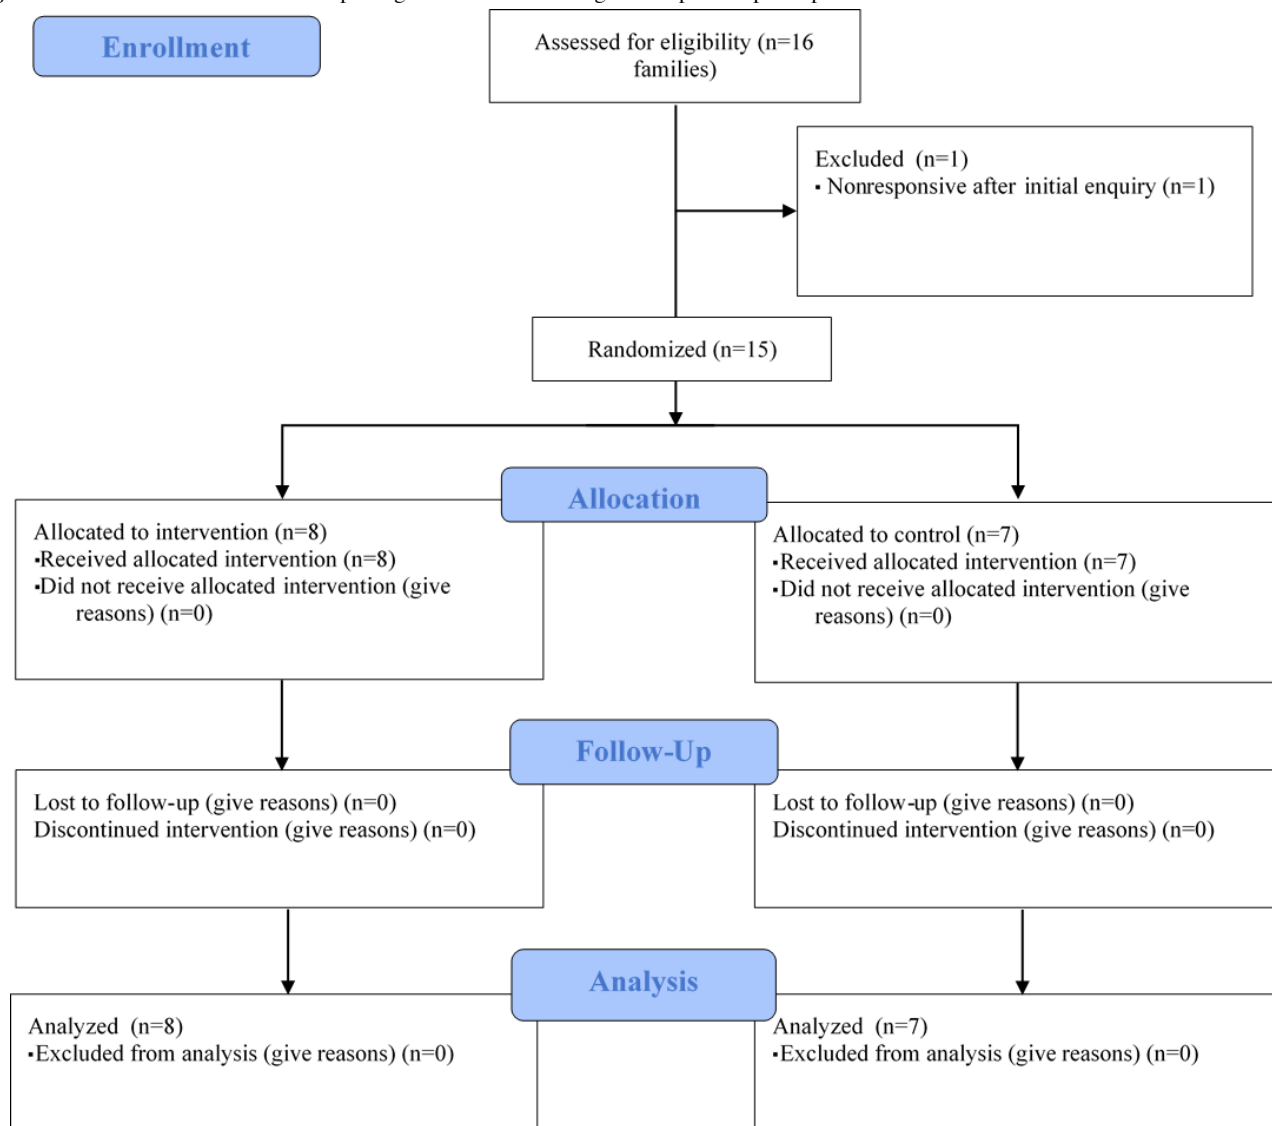 Enrollment
Assessed for eligibility (n=16
families)
Excluded (n=1)
▪ Nonresponsive after initial enquiry (n=1)
Randomized (n=15)
Allocation
Allocated to intervention (n=8)
▪Received allocated intervention (n=8)
▪Did not receive allocated intervention (give
reasons) (n=0)
Allocated to control (n=7)
▪Received allocated intervention (n=7)
▪Did not receive allocated intervention (give
reasons) (n=0)
Follow-Up
Lost to follow-up (give reasons) (n=0)
Discontinued intervention (give reasons) (n=0)
Lost to follow-up (give reasons) (n=0)
Discontinued intervention (give reasons) (n=0)
Analysis
Analyzed (n=8)
▪Excluded from analysis (give reasons) (n=0)
Analyzed (n=7)
▪Excluded from analysis (give reasons) (n=0)